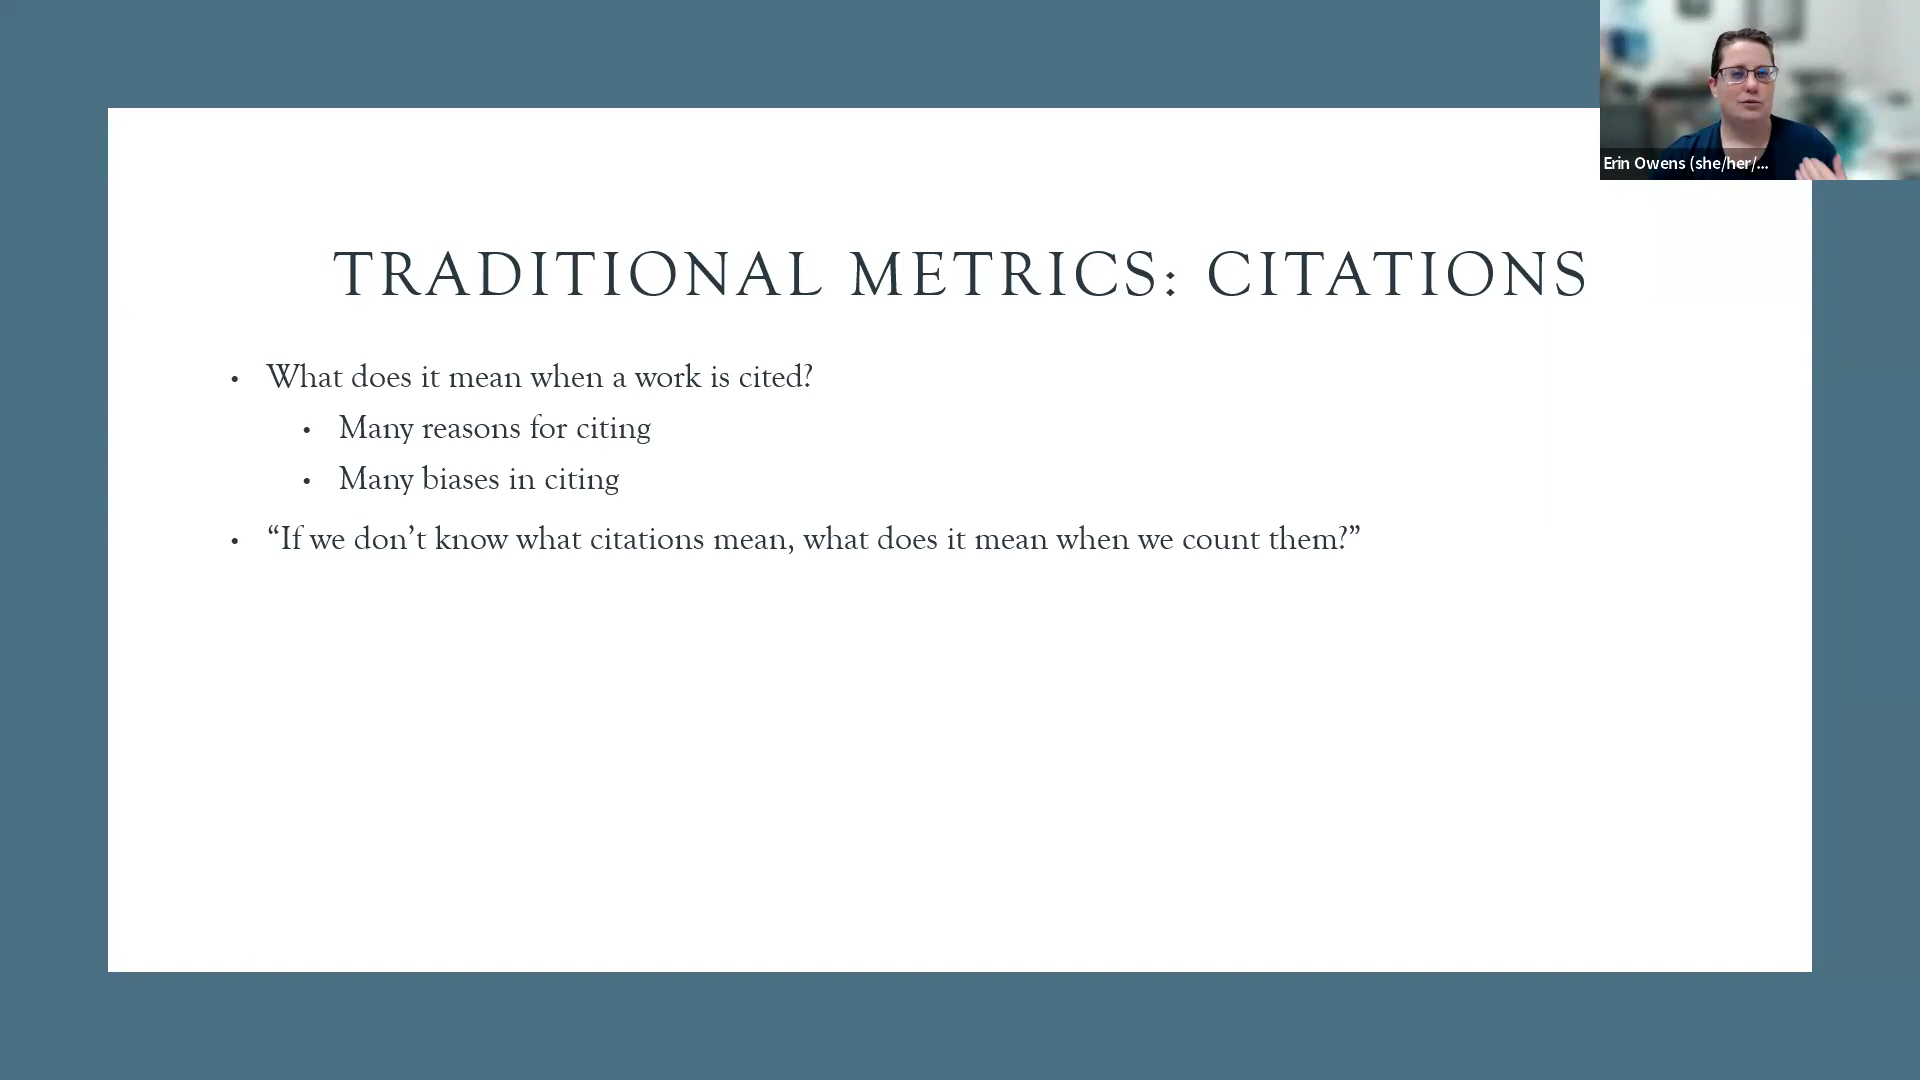 Erin Owens (she/her/...
TRADITIONAL METRICS: CITATIONS
• What does it mean when a work is cited?
• Many reasons for citing
• Many biases in citing
• “If we don’t know what citations mean, what does it mean when we count them?”